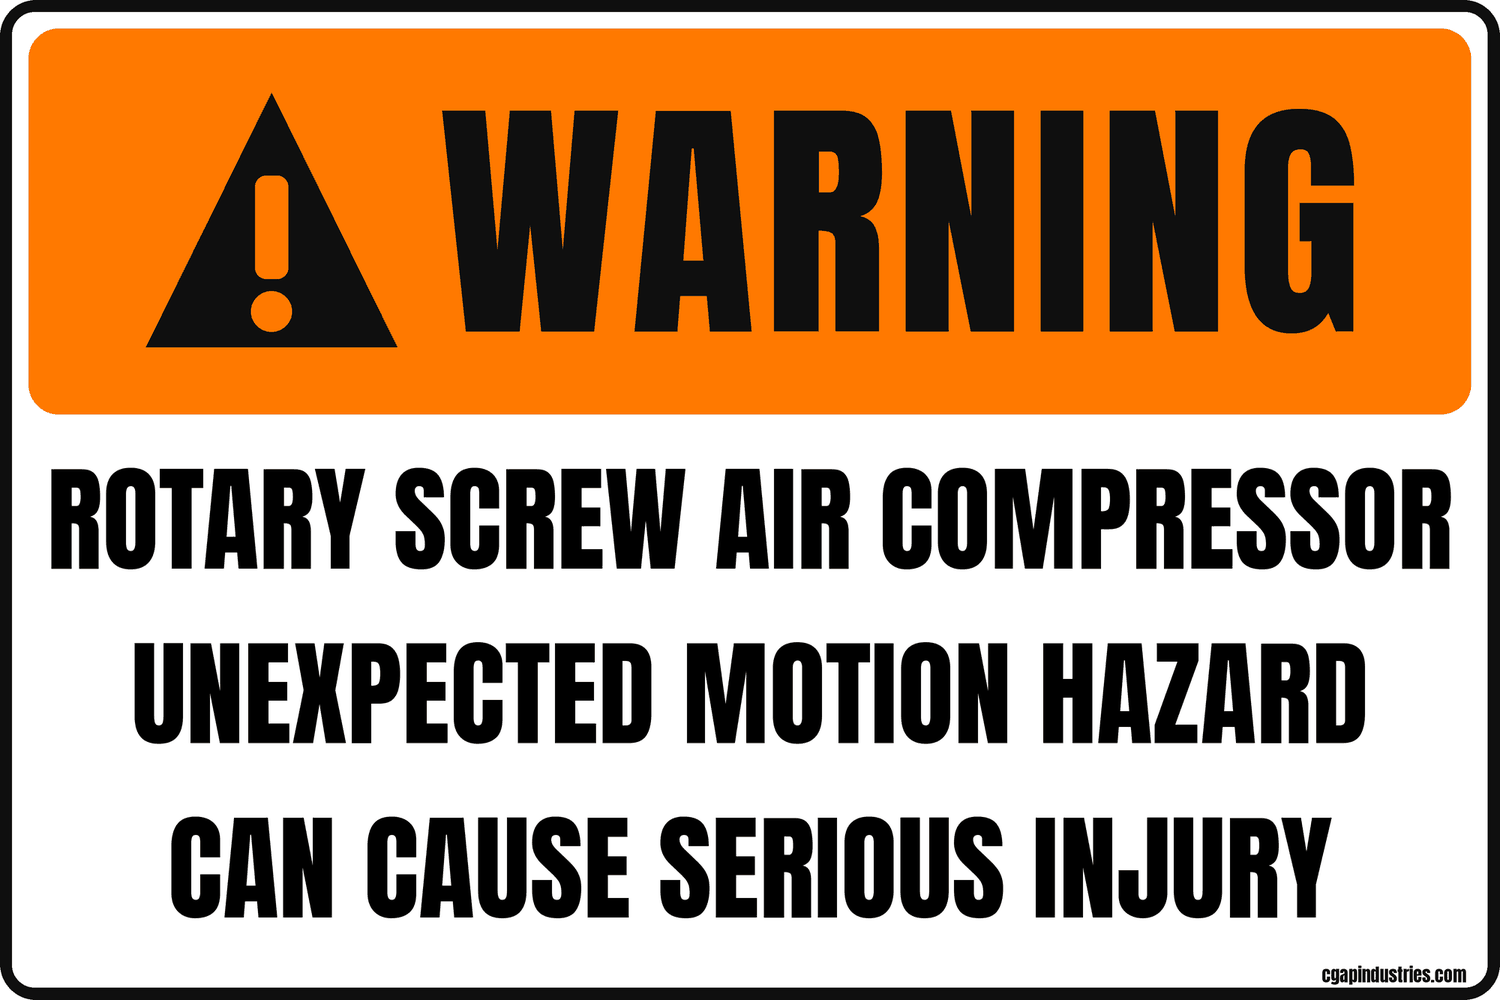 WARNING
ROTARY SCREW AIR COMPRESSOR
UNEXPECTED MOTION HAZARD
CAN CAUSE SERIOUS INJURY
cgapindustries.com